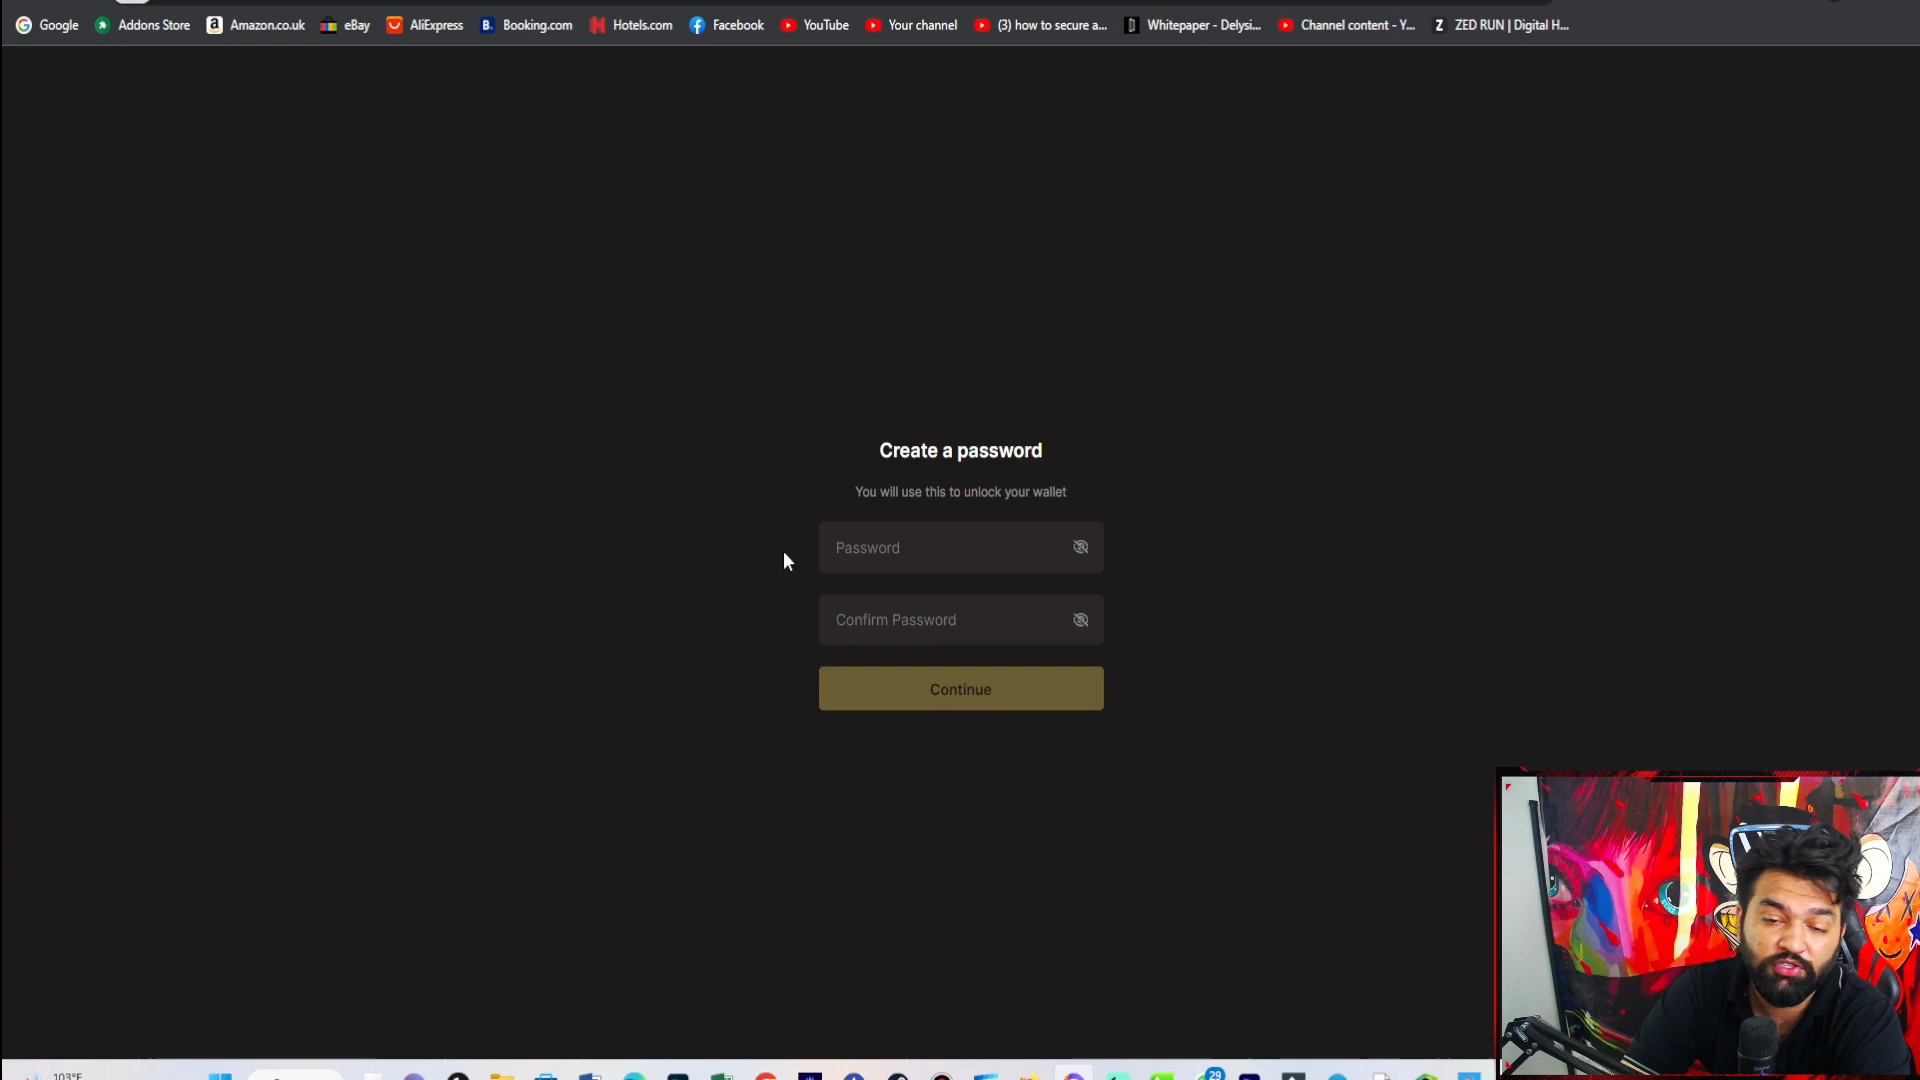 Google Addons Store Amazon.co.uk eBay AliExpress Booking.com Hotels.com Facebook YouTube Your channel (3) how to secure a... Whitepaper - Delysi... Channel content - Y... ZED RUN | Digital H...
Create a password
You will use this to unlock your wallet
Password
Confirm Password
Continue
103°F
29